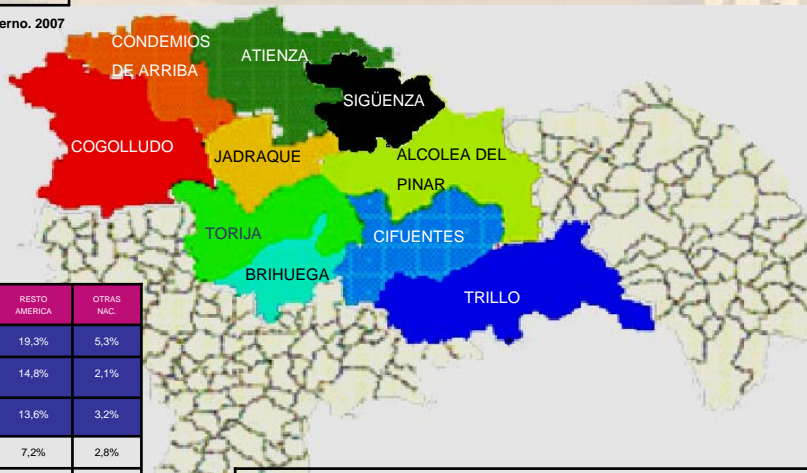 erno. 2007
CONDEMIOS
DE ARRIBA
ATIENZA
SIGÜENZA
COGOLLUDO
JADRAQUE
ALCOLEA DEL
PINAR
TORIJA
CIFUENTES
BRIHUEGA
TRILLO
RESTO AMERICA OTRAS NAC.
19,3% 5,3%
14,8% 2,1%
13,6% 3,2%
7,2% 2,8%